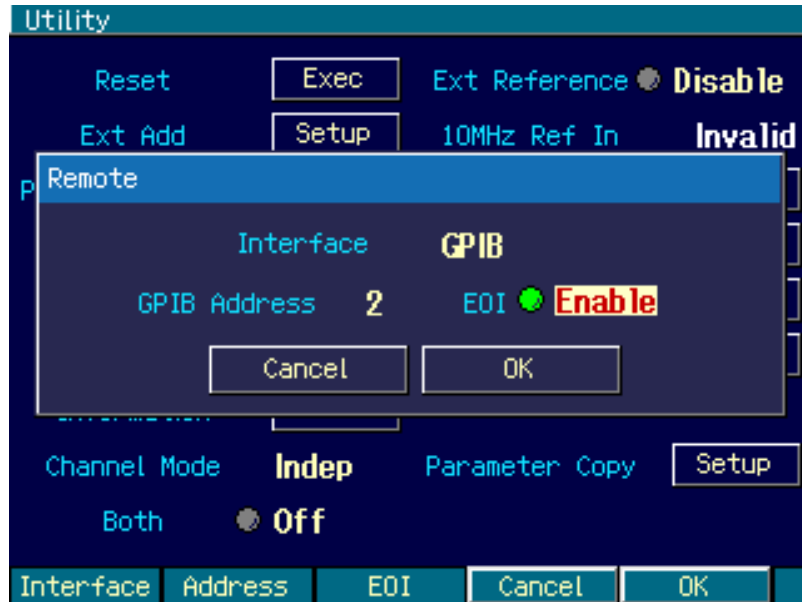 Utility
Reset Exec Ext Reference Disable
Ext Add Setup 10MHz Ref In Invalid
P
Remote
Interface GPIB
GPIB Address 2 EOI Enable
Cancel OK
Channel Mode Indep Parameter Copy Setup
Both Off
Interface Address EOI Cancel OK